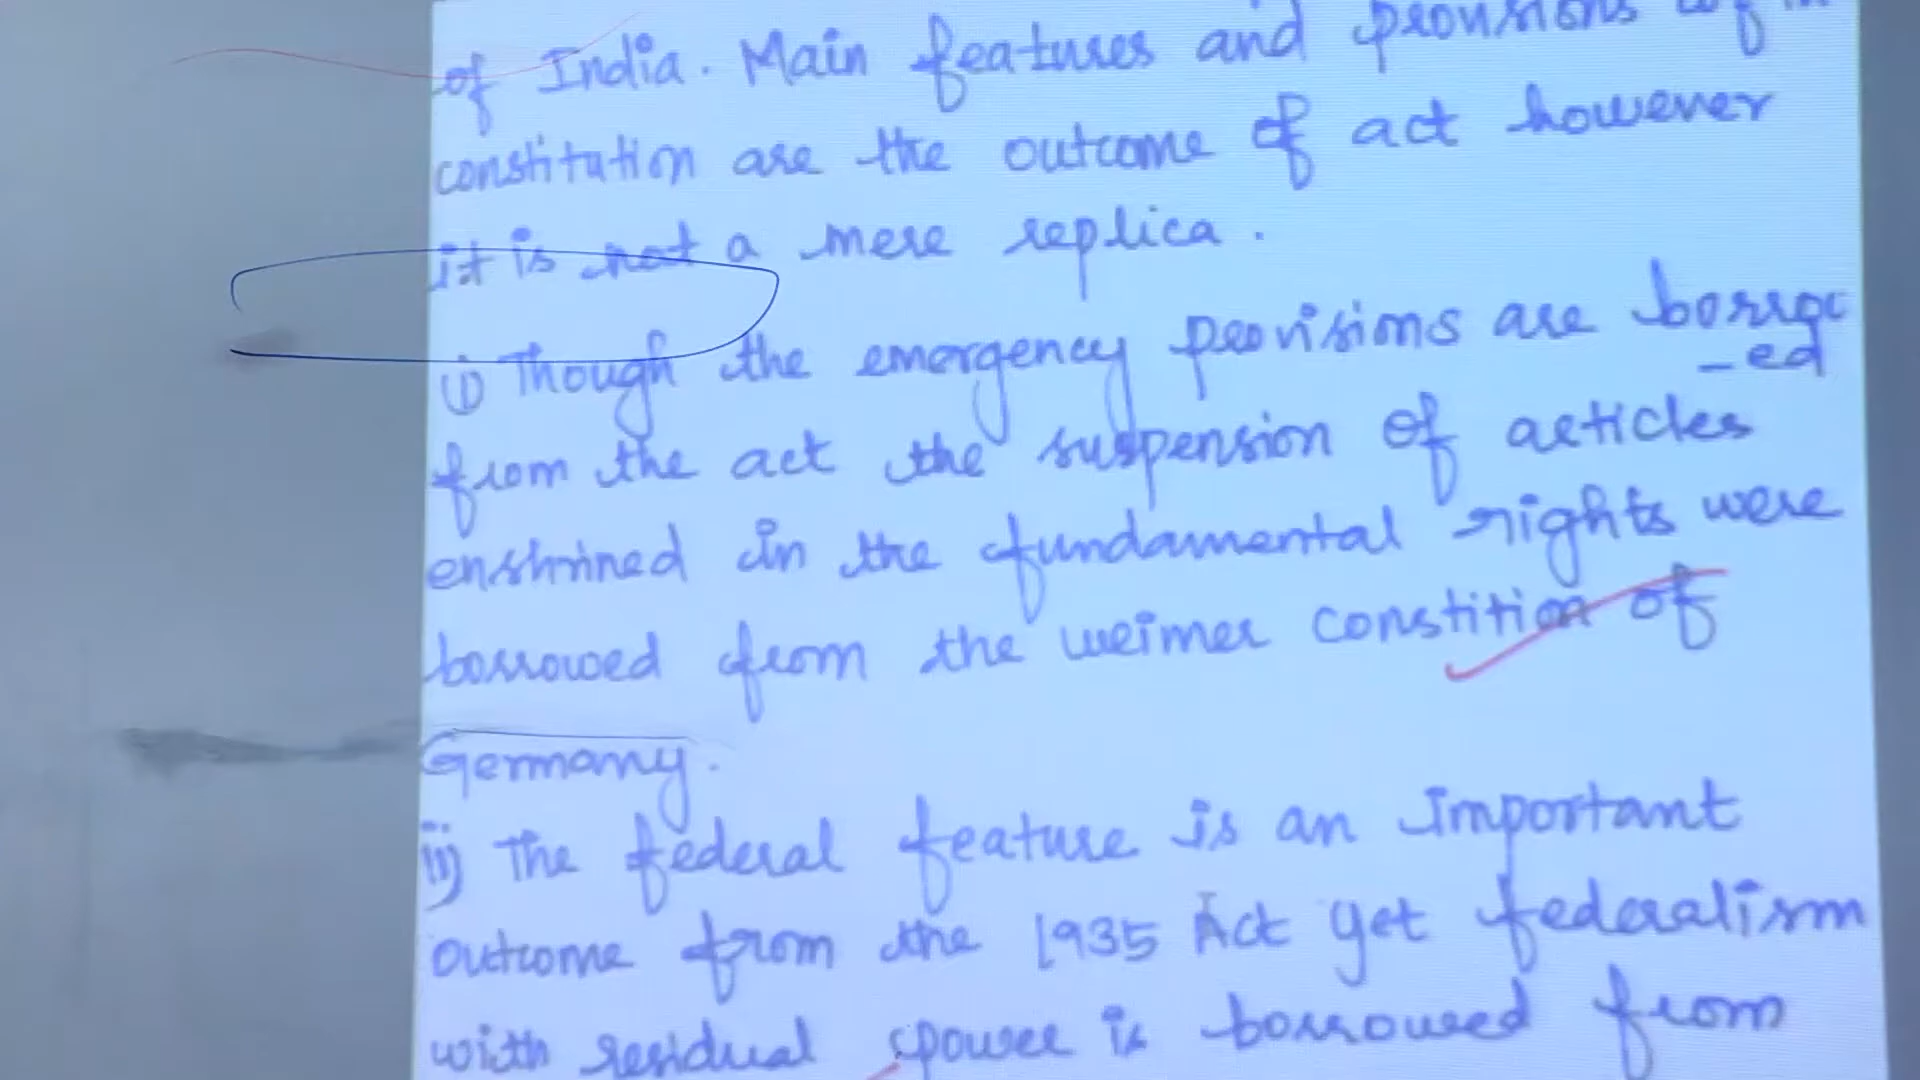 of India. Main features and provisions of
constitution are the outcome of act however
it is not a mere replica.
i) Though the emergency provisions are borrou
-ed
from the act the suspension of articles
enshrined in the fundamental rights were
borrowed from the weimer constition of
Germany.
ii) The federal feature is an important
outcome from the 1935 Act yet federalism
with residual power is borrowed from